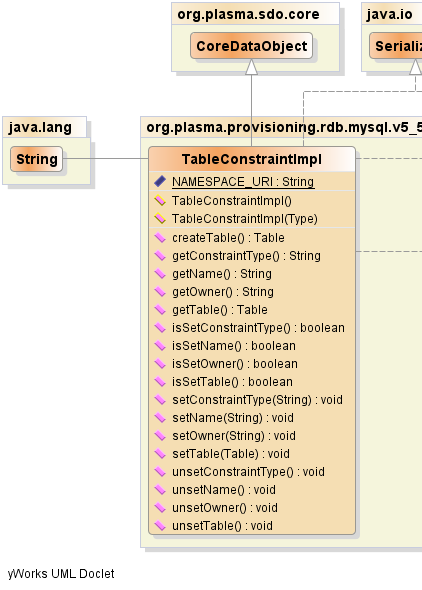 org.plasma.sdo.core
java.io
CoreDataObject
java.lang
org.plasma.provisioning.rdb.mysql.v5_5
String
TableConstraintImpl
NAMESPACE_URI : String
TableConstraintImpl()
TableConstraintImpl(Type)
createTable() : Table
getConstraintType() : String
getName() : String
getOwner() : String
getTable() : Table
isSetConstraintType() : boolean
isSetName() : boolean
isSetOwner() : boolean
isSetTable() : boolean
setConstraintType(String) : void
setName(String) : void
setOwner(String) : void
setTable(Table) : void
unsetConstraintType() : void
unsetName() : void
unsetOwner() : void
unsetTable() : void
yWorks UML Doclet